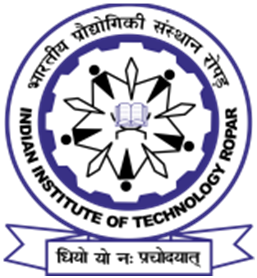 भारतीय प्रौद्योगिकी संस्थान रोपड़
INDIAN INSTITUTE OF TECHNOLOGY ROPAR
धियो यो नः प्रचोदयात्